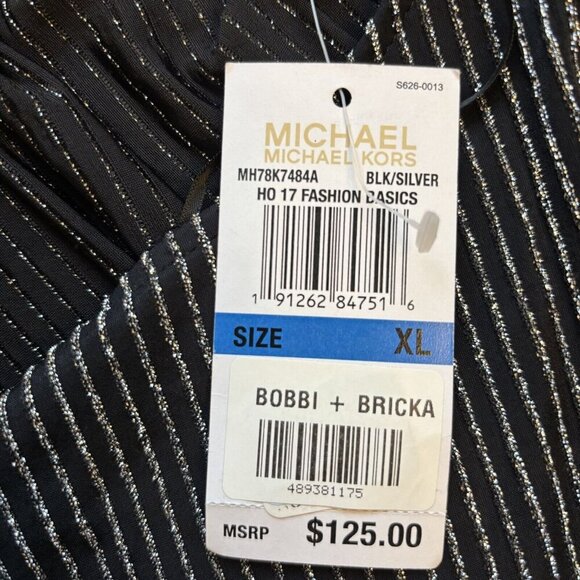 S626-0013
MICHAEL
MICHAEL KORS
MH78K7484A BLK/SILVER
HO 17 FASHION BASICS
1 91262 84751 6
SIZE XL
BOBBI + BRICKA
489381175
MSRP $125.00